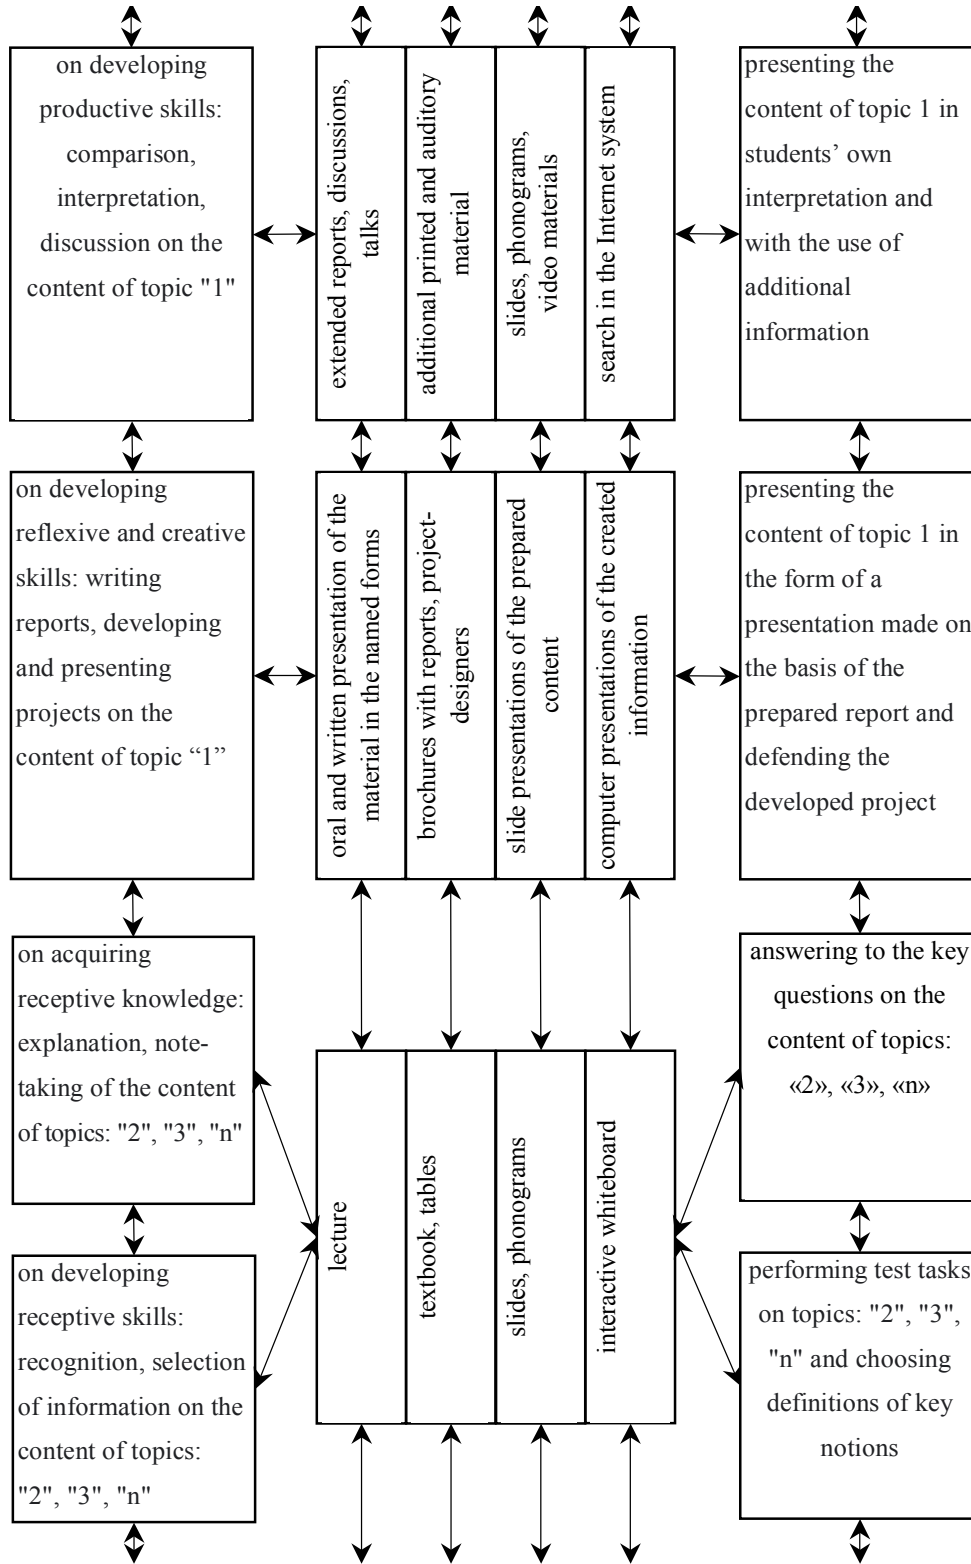 on developing
productive skills:
comparison,
interpretation,
discussion on the
content of topic "1"
extended reports, discussions,
talks
additional printed and auditory
material
slides, phonograms,
video materials
search in the Internet system
presenting the
content of topic 1 in
students’ own
interpretation and
with the use of
additional
information
on developing
reflexive and creative
skills: writing
reports, developing
and presenting
projects on the
content of topic “1”
oral and written presentation of the
material in the named forms
brochures with reports, project-
designers
slide presentations of the prepared
content
computer presentations of the created
information
presenting the
content of topic 1 in
the form of a
presentation made on
the basis of the
prepared report and
defending the
developed project
on acquiring
receptive knowledge:
explanation, note-
taking of the content
of topics: "2", "3", "n"
on developing
receptive skills:
recognition, selection
of information on the
content of topics:
"2", "3", "n"
lecture
textbook, tables
slides, phonograms
interactive whiteboard
answering to the key
questions on the
content of topics:
«2», «3», «n»
performing test tasks
on topics: "2", "3",
"n" and choosing
definitions of key
notions